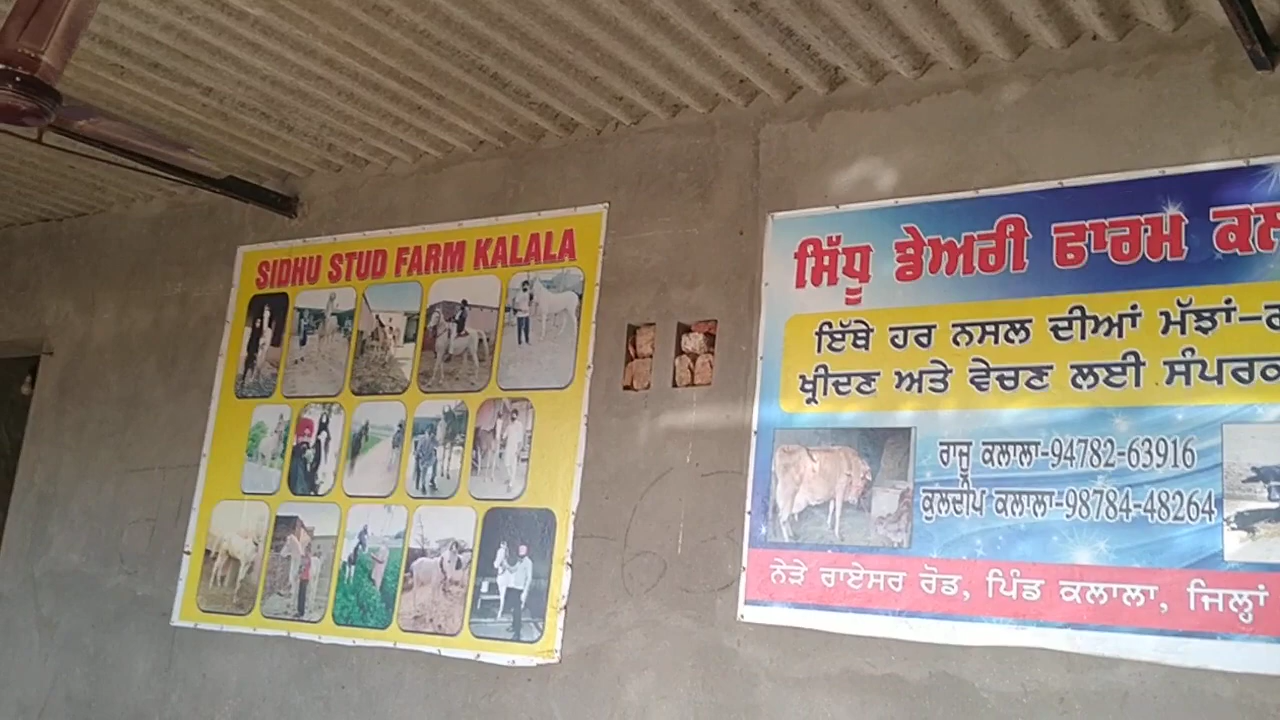 SIDHU STUD FARM KALALA
ਸਿੱਧੂ ਡੇਅਰੀ ਫਾਰਮ
ਇੱਥੇ ਹਰ ਨਸਲ ਦੀਆਂ ਮੱਝਾਂ-
ਖ੍ਰੀਦਣ ਅਤੇ ਵੇਚਣ ਲਈ ਸੰਪਰਕ
ਰਾਜੂ ਕਲਾਲਾ-94782-63916
ਕੁਲਦੀਪ ਕਲਾਲਾ-98784-48264
ਨੇੜੇ ਰਾਏਸਰ ਰੋਡ, ਪਿੰਡ ਕਲਾਲਾ, ਜਿਲ੍ਹਾਂ